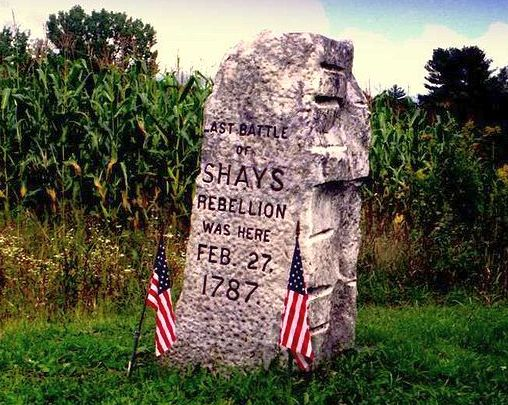 LAST BATTLE
OF
SHAYS
REBELLION
WAS HERE
FEB. 27.
1787.